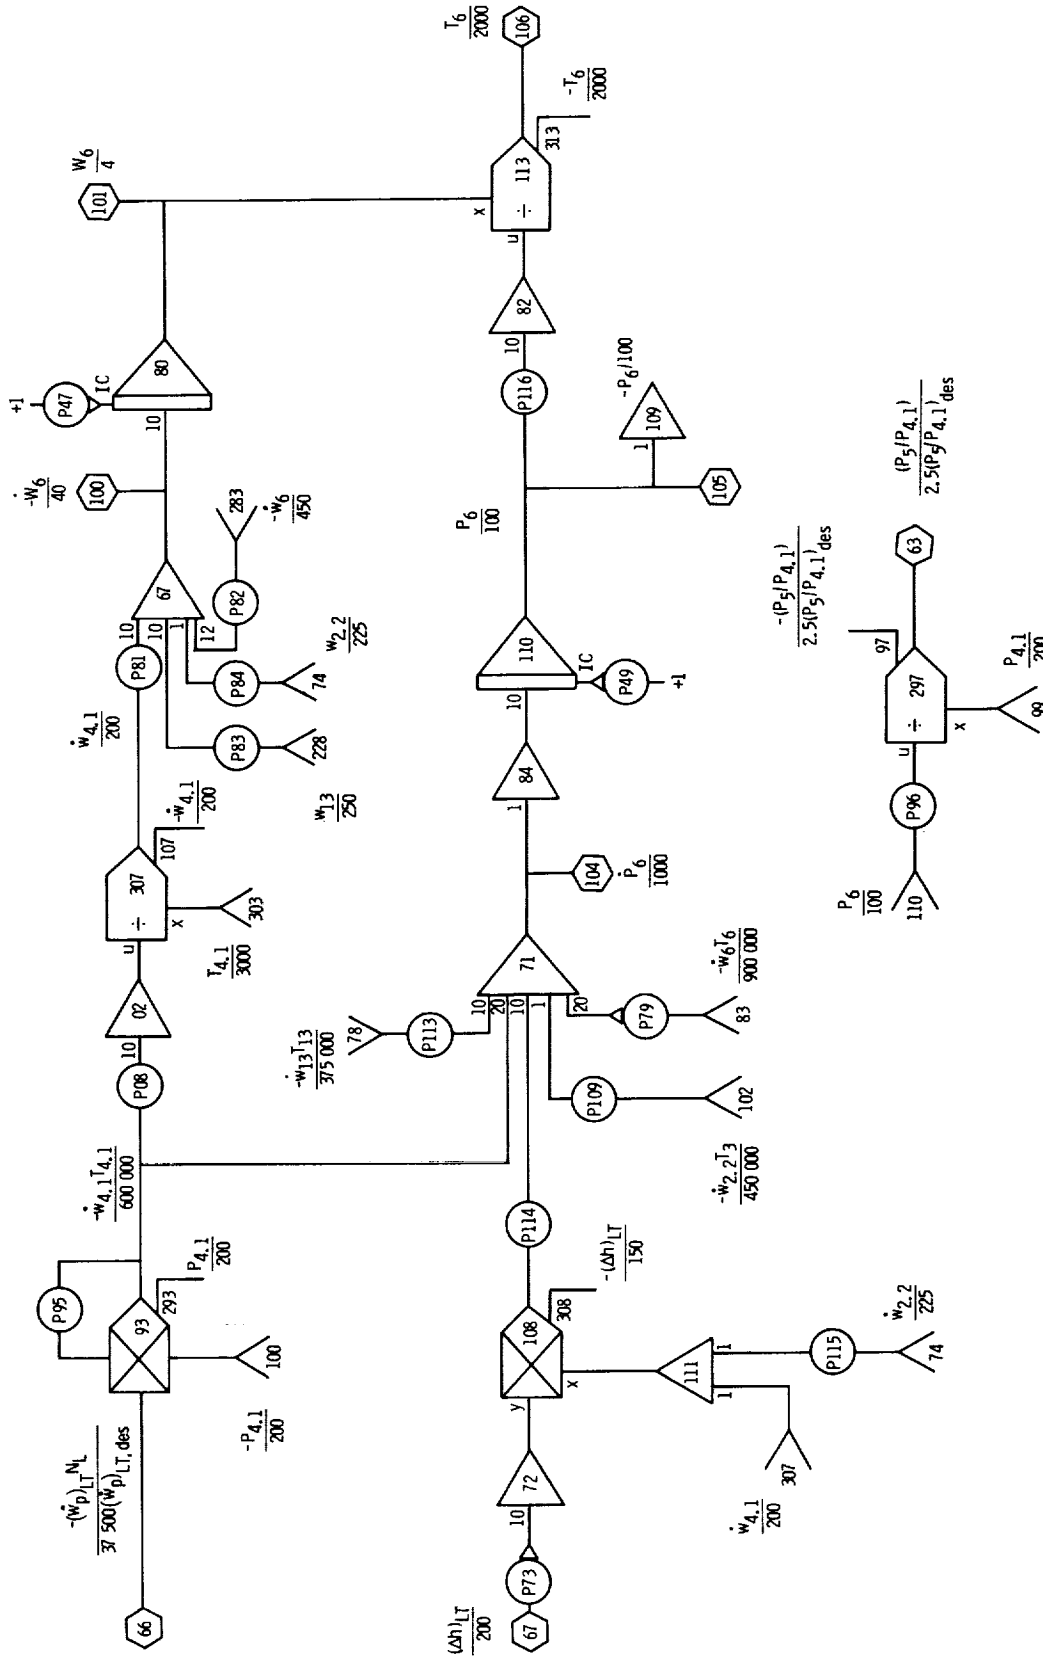 66
-(ẇp)LT NL
37 500(ẇp)LT, des
-P4.1
200
100
P95
93
293
P4.1
200
-ẇ4.1T4.1
600 000
P08
10
02
u
÷
x
307
T4.1
3000
303
107
-ẇ4.1
200
ẇ4.1
200
P81
10
10
1
12
67
P83
228
ẇ13
250
P84
74
ẇ2.2
225
P82
283
-ẇ6
450
-Ẇ6
40
100
10
80
+1
P47
IC
W6
4
101
(Δh)LT
200
67
P73
10
72
y
x
108
308
-(Δh)LT
150
111
1
1
307
ẇ4.1
200
P115
74
ẇ2.2
225
P114
-ẇ13T13
375 000
78
P113
10
20
10
1
20
71
P109
102
-ẇ2.2T3
450 000
P79
83
-ẇ6T6
900 000
104
Ṗ6
1000
1
84
10
110
IC
P49
+1
P6
100
105
1
109
-P6/100
P116
10
82
u
x
÷
113
313
-T6
2000
T6
2000
106
P6
100
110
P96
u
÷
x
297
97
-(P5/P4.1)
2.5(P5/P4.1)des
99
P4.1
200
63
(P5/P4.1)
2.5(P5/P4.1)des